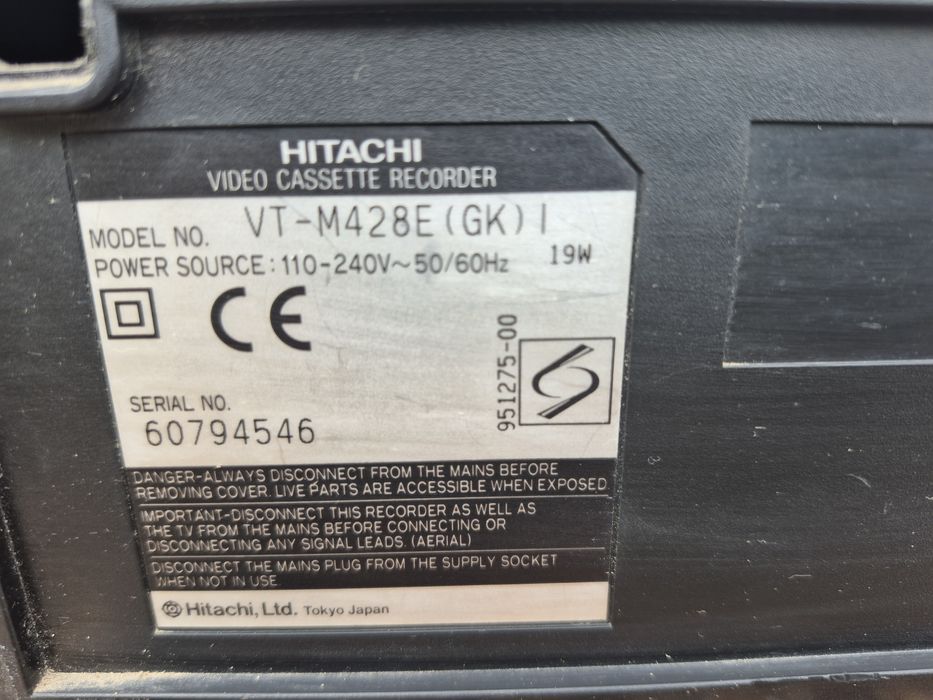 HITACHI
VIDEO CASSETTE RECORDER
MODEL NO. VT-M428E(GK)I
POWER SOURCE: 110-240V~50/60Hz 19W
CE
951275-00
SERIAL NO.
60794546
DANGER-ALWAYS DISCONNECT FROM THE MAINS BEFORE
REMOVING COVER. LIVE PARTS ARE ACCESSIBLE WHEN EXPOSED.
IMPORTANT-DISCONNECT THIS RECORDER AS WELL AS
THE TV FROM THE MAINS BEFORE CONNECTING OR
DISCONNECTING ANY SIGNAL LEADS. (AERIAL)
DISCONNECT THE MAINS PLUG FROM THE SUPPLY SOCKET
WHEN NOT IN USE.
Hitachi, Ltd. Tokyo Japan